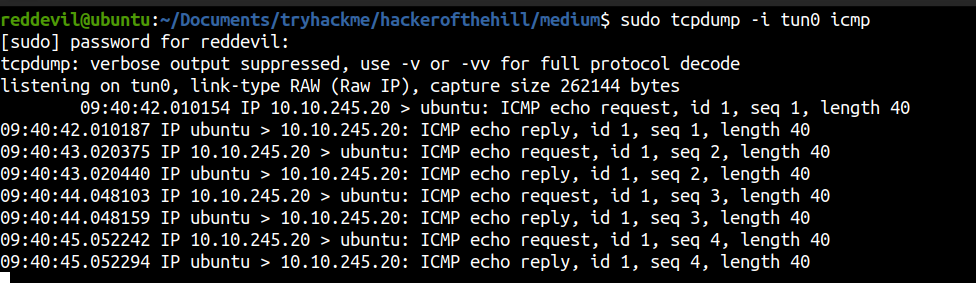 reddevil@ubuntu:~/Documents/tryhackme/hackerofthehill/medium$ sudo tcpdump -i tun0 icmp
[sudo] password for reddevil:
tcpdump: verbose output suppressed, use -v or -vv for full protocol decode
listening on tun0, link-type RAW (Raw IP), capture size 262144 bytes
        09:40:42.010154 IP 10.10.245.20 > ubuntu: ICMP echo request, id 1, seq 1, length 40
09:40:42.010187 IP ubuntu > 10.10.245.20: ICMP echo reply, id 1, seq 1, length 40
09:40:43.020375 IP 10.10.245.20 > ubuntu: ICMP echo request, id 1, seq 2, length 40
09:40:43.020440 IP ubuntu > 10.10.245.20: ICMP echo reply, id 1, seq 2, length 40
09:40:44.048103 IP 10.10.245.20 > ubuntu: ICMP echo request, id 1, seq 3, length 40
09:40:44.048159 IP ubuntu > 10.10.245.20: ICMP echo reply, id 1, seq 3, length 40
09:40:45.052242 IP 10.10.245.20 > ubuntu: ICMP echo request, id 1, seq 4, length 40
09:40:45.052294 IP ubuntu > 10.10.245.20: ICMP echo reply, id 1, seq 4, length 40